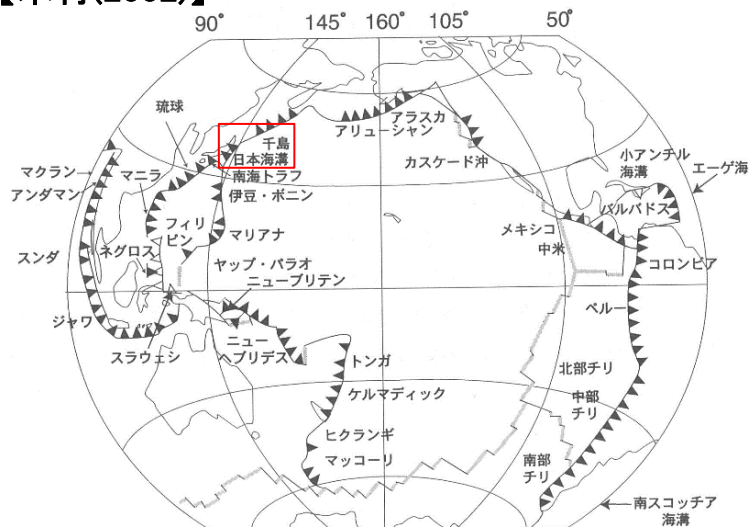 90°
145°
160°
105°
50°
琉球
アラスカ
アリューシャン
千島
日本海溝
カスケード沖
小アンチル
海溝
エーゲ海
マクラン
アンダマン
マニラ
南海トラフ
伊豆・ボニン
バルバドス
フィリ
ピン
マリアナ
メキシコ
中米
スンダ
ネグロス
ヤップ・パラオ
コロンビア
ニューブリテン
ペルー
ジャワ
スラウェシ
ニュー
ヘブリデス
トンガ
北部チリ
ケルマディック
中部
チリ
ヒクランギ
マッコーリ
南部
チリ
南スコッチア
海溝